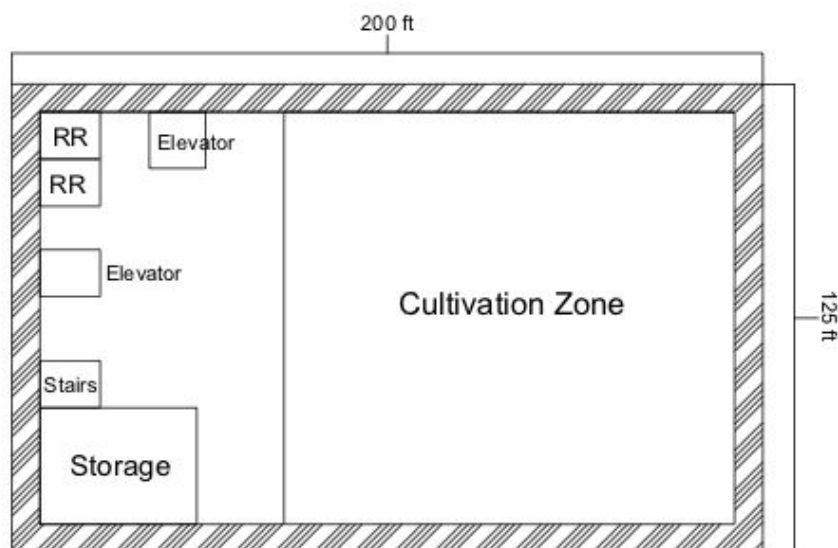 200 ft
RR
Elevator
RR
Elevator
Cultivation Zone
125 ft
Stairs
Storage